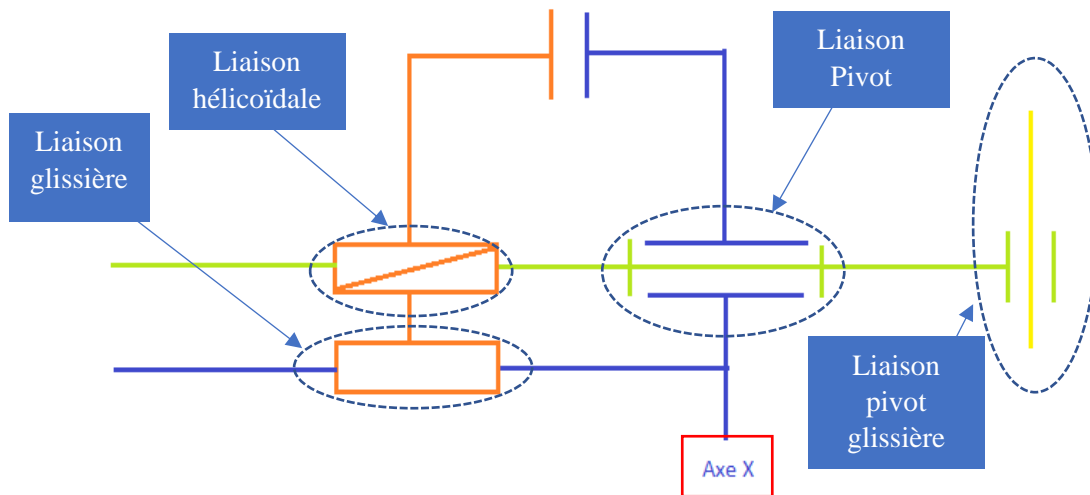 Liaison
hélicoïdale
Liaison
Pivot
Liaison
glissière
Liaison
pivot
glissière
Axe X